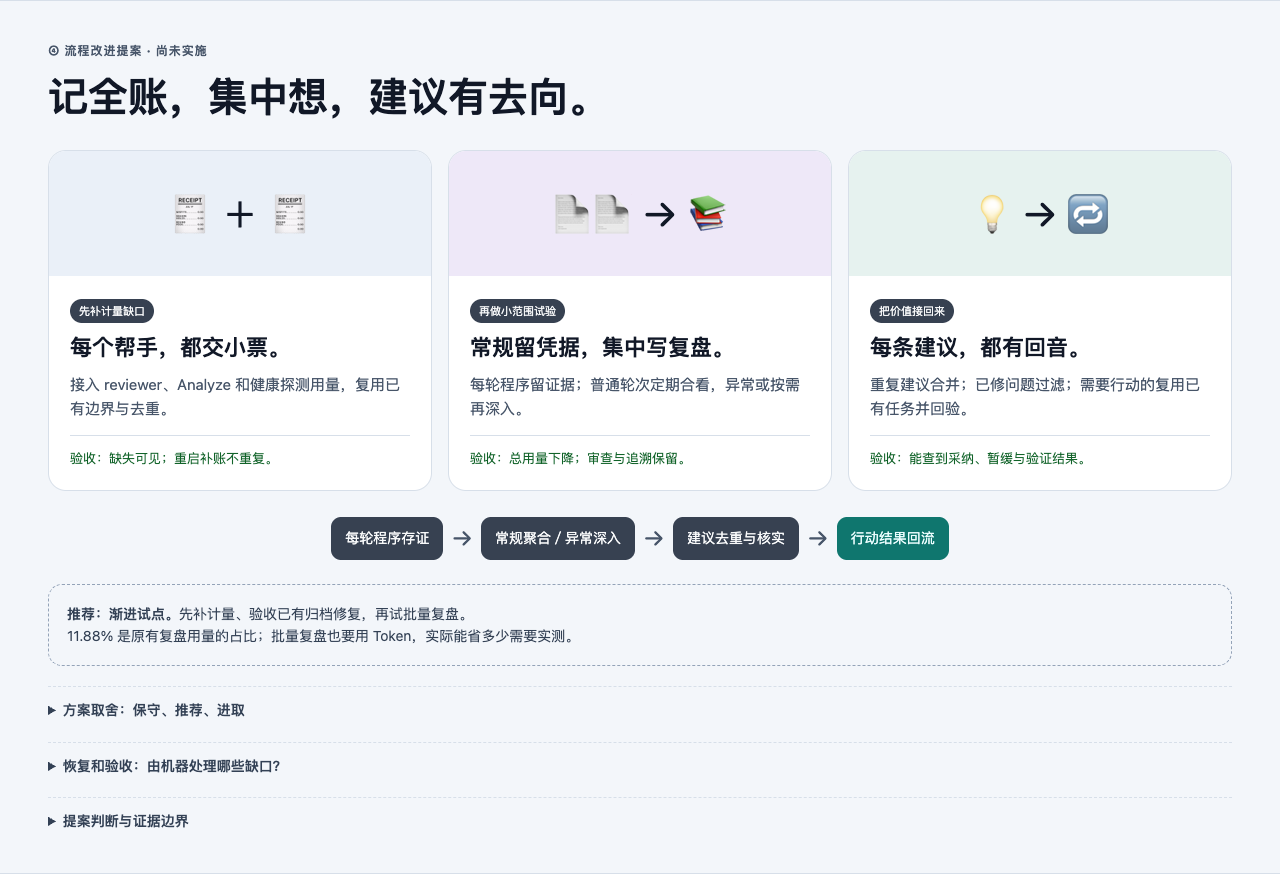 ④ 流程改进提案 · 尚未实施
记全账，集中想，建议有去向。
RECEIPT
RECEIPT
先补计量缺口
每个帮手，都交小票。
接入 reviewer、Analyze 和健康探测用量，复用已
有边界与去重。
验收：缺失可见；重启补账不重复。
再做小范围试验
常规留凭据，集中写复盘。
每轮程序留证据；普通轮次定期合看，异常或按需
再深入。
验收：总用量下降；审查与追溯保留。
把价值接回来
每条建议，都有回音。
重复建议合并；已修问题过滤；需要行动的复用已
有任务并回验。
验收：能查到采纳、暂缓与验证结果。
每轮程序存证 → 常规聚合 / 异常深入 → 建议去重与核实 → 行动结果回流
推荐：渐进试点。先补计量、验收已有归档修复，再试批量复盘。
11.88% 是原有复盘用量的占比；批量复盘也要用 Token，实际能省多少需要实测。
▶ 方案取舍：保守、推荐、进取
▶ 恢复和验收：由机器处理哪些缺口？
▶ 提案判断与证据边界